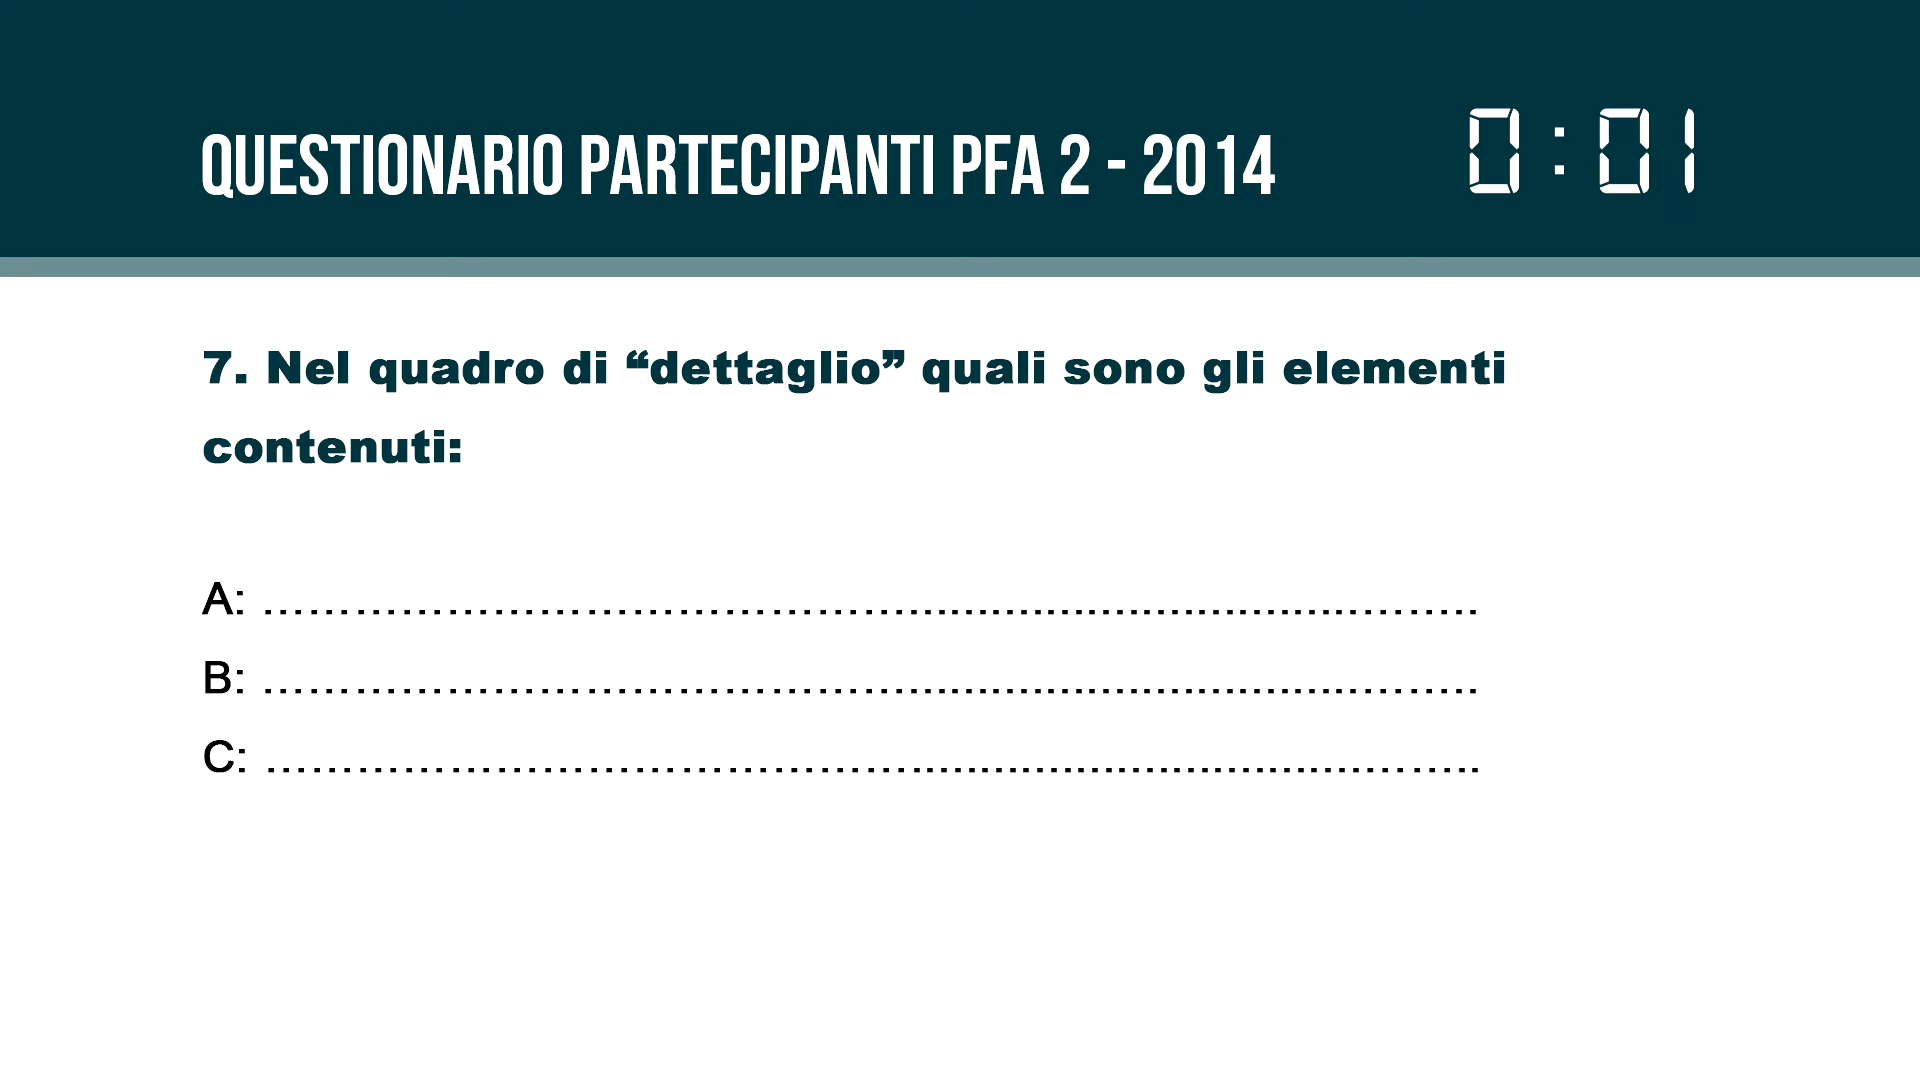 QUESTIONARIO PARTECIPANTI PFA 2 - 2014
0:01
7. Nel quadro di “dettaglio” quali sono gli elementi
contenuti:
A: ……………………………………...............................………
B: ……………………………………...............................………
C: ……………………………………...............................………